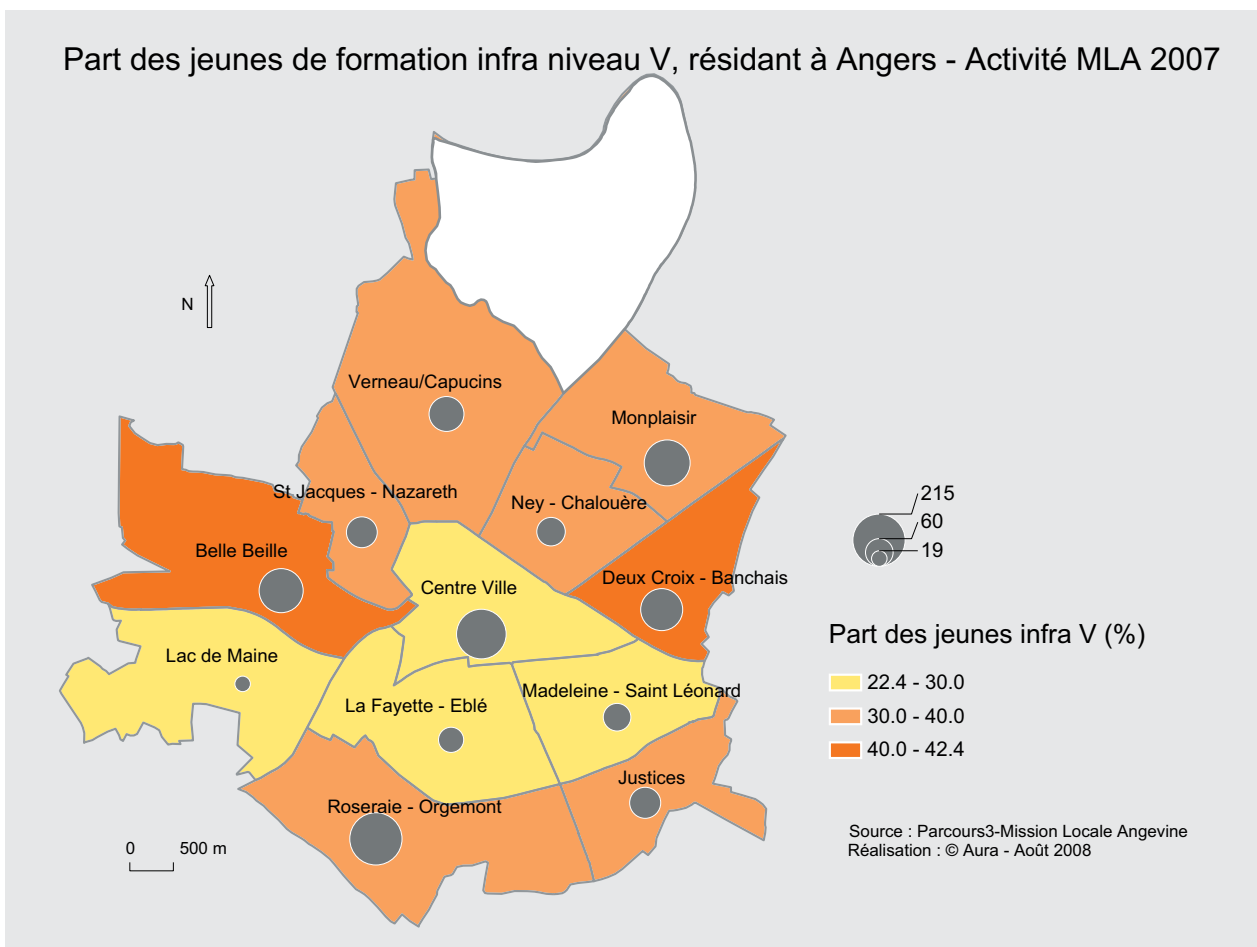 Part des jeunes de formation infra niveau V, résidant à Angers - Activité MLA 2007
N
Verneau/Capucins
Monplaisir
St Jacques - Nazareth
Ney - Chalouère
215
60
19
Belle Beille
Deux Croix - Banchais
Centre Ville
Part des jeunes infra V (%)
Lac de Maine
22.4 - 30.0
Madeleine - Saint Léonard
La Fayette - Eblé
30.0 - 40.0
40.0 - 42.4
Justices
Roseraie - Orgemont
Source : Parcours3-Mission Locale Angevine
Réalisation : © Aura - Août 2008
0 500 m